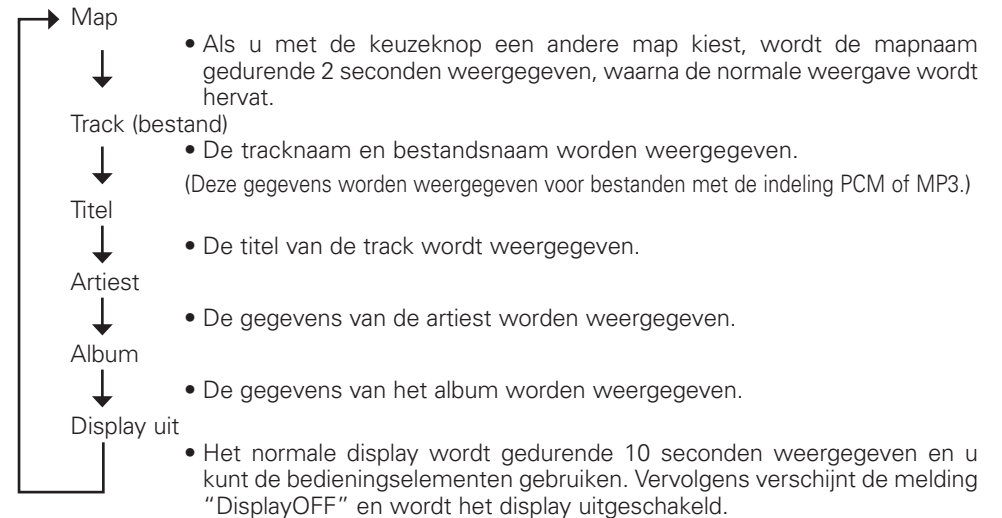 Map
• Als u met de keuzeknop een andere map kiest, wordt de mapnaam
gedurende 2 seconden weergegeven, waarna de normale weergave wordt
hervat.
Track (bestand)
• De tracknaam en bestandsnaam worden weergegeven.
(Deze gegevens worden weergegeven voor bestanden met de indeling PCM of MP3.)
Titel
• De titel van de track wordt weergegeven.
Artiest
• De gegevens van de artiest worden weergegeven.
Album
• De gegevens van het album worden weergegeven.
Display uit
• Het normale display wordt gedurende 10 seconden weergegeven en u
kunt de bedieningselementen gebruiken. Vervolgens verschijnt de melding
“DisplayOFF” en wordt het display uitgeschakeld.